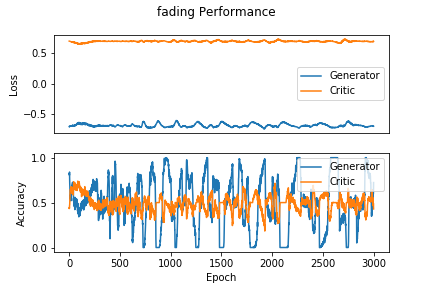 fading Performance
0.5
0.0
−0.5
Loss
Generator
Critic
1.0
0.5
0.0
Accuracy
Generator
Critic
0
500
1000
1500
2000
2500
3000
Epoch